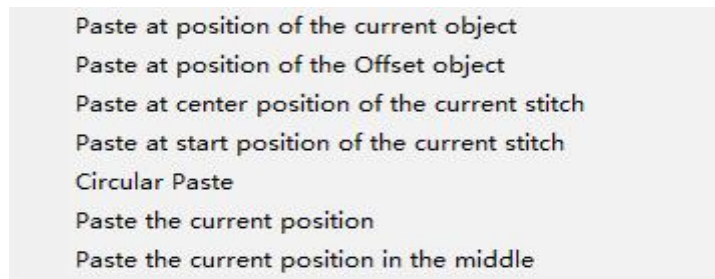 Paste at position of the current object
Paste at position of the Offset object
Paste at center position of the current stitch
Paste at start position of the current stitch
Circular Paste
Paste the current position
Paste the current position in the middle